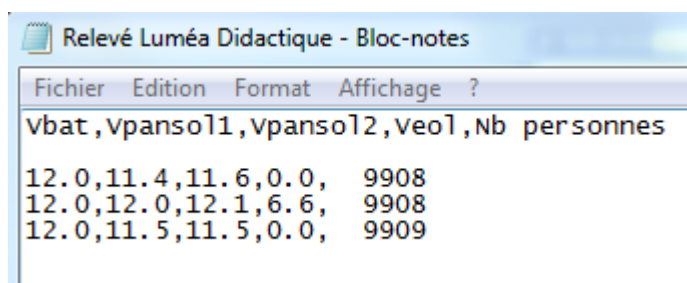 Relevé Luméa Didactique - Bloc-notes
Fichier Edition Format Affichage ?
Vbat,Vpansol1,Vpansol2,Veol,Nb personnes
12.0,11.4,11.6,0.0, 9908
12.0,12.0,12.1,6.6, 9908
12.0,11.5,11.5,0.0, 9909